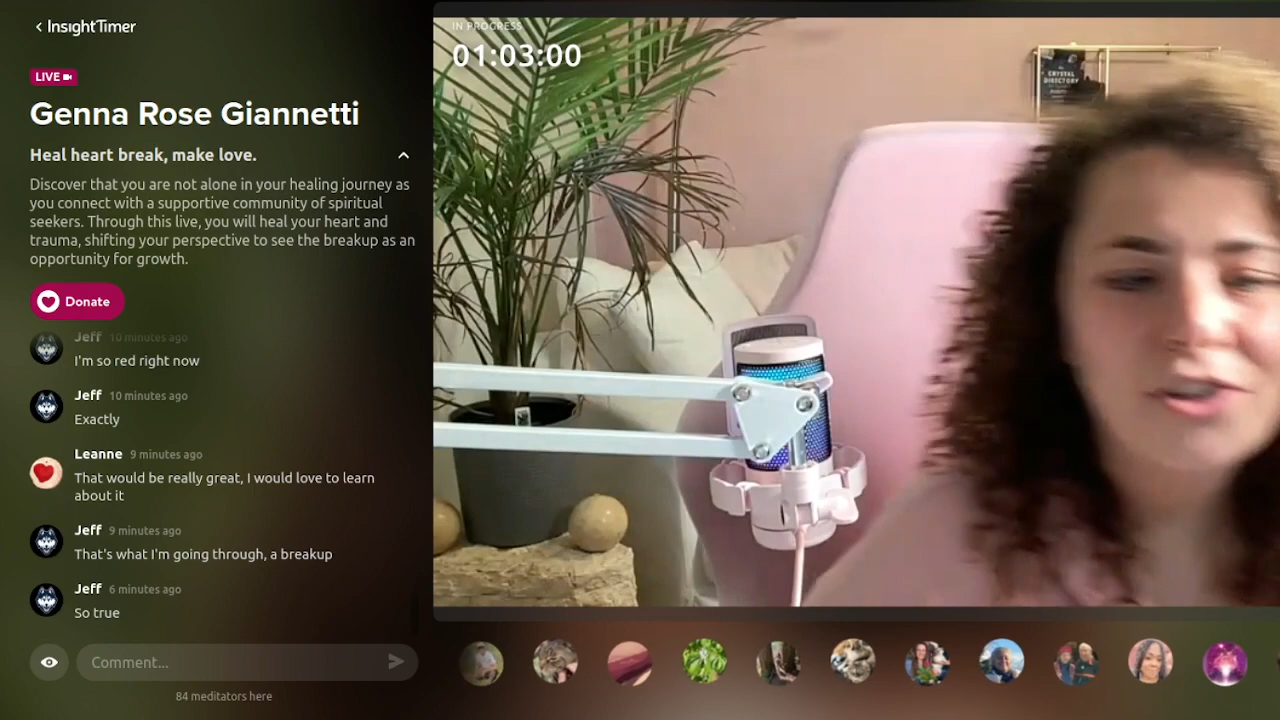 InsightTimer
LIVE
Genna Rose Giannetti
Heal heart break, make love.
Discover that you are not alone in your healing journey as
you connect with a supportive community of spiritual
seekers. Through this live, you will heal your heart and
trauma, shifting your perspective to see the breakup as an
opportunity for growth.
Donate
Jeff 10 minutes ago
I'm so red right now
Jeff 10 minutes ago
Exactly
Leanne 9 minutes ago
That would be really great, I would love to learn
about it
Jeff 9 minutes ago
That's what I'm going through, a breakup
Jeff 6 minutes ago
So true
Comment...
84 meditators here
IN PROGRESS
01:03:00
CRYSTAL
DIRECTORY